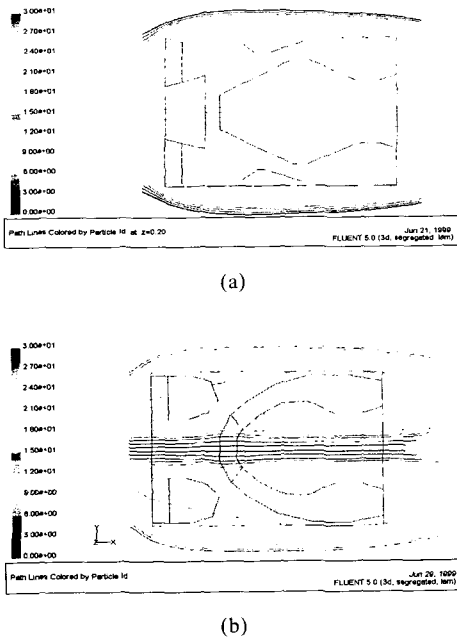 3.00e+01
2.70e+01
2.40e+01
2.10e+01
1.80e+01
1.50e+01
1.20e+01
9.00e+00
6.00e+00
3.00e+00
0.00e+00
Path Lines Colored by Particle Id at z=0.20
Jun 21, 1999
FLUENT 5.0 (3d, segregated, lam)
(a)
3.00e+01
2.70e+01
2.40e+01
2.10e+01
1.80e+01
1.50e+01
1.20e+01
9.00e+00
6.00e+00
3.00e+00
0.00e+00
Y
Z X
Path Lines Colored by Particle Id
Jun 29, 1999
FLUENT 5.0 (3d, segregated, lam)
(b)